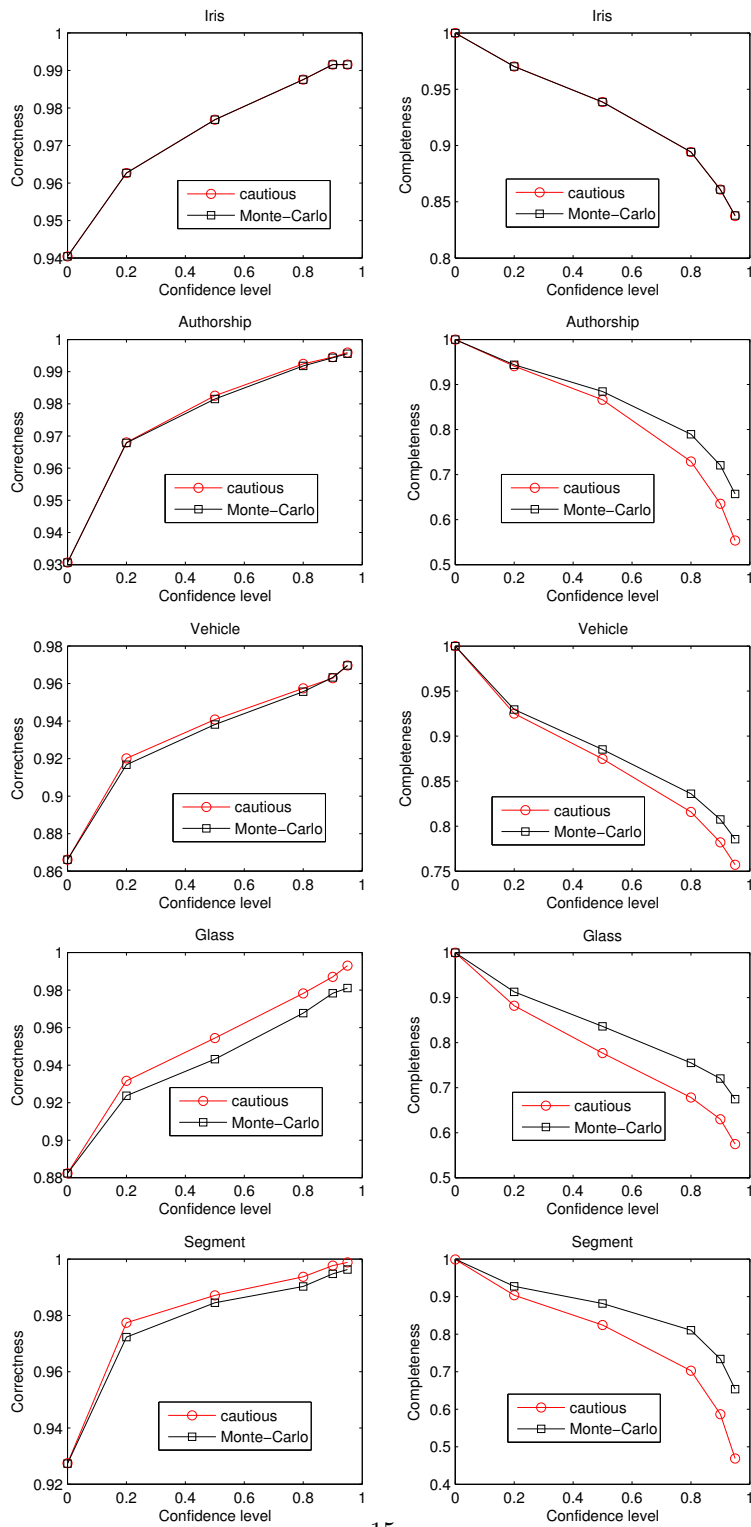 Iris
Correctness
1
0.99
0.98
0.97
0.96
0.95
0.94
0 0.2 0.4 0.6 0.8 1
Confidence level
cautious
Monte−Carlo
Iris
Completeness
1
0.95
0.9
0.85
0.8
0 0.2 0.4 0.6 0.8 1
Confidence level
cautious
Monte−Carlo
Authorship
Correctness
1
0.99
0.98
0.97
0.96
0.95
0.94
0.93
0 0.2 0.4 0.6 0.8 1
Confidence level
cautious
Monte−Carlo
Authorship
Completeness
1
0.9
0.8
0.7
0.6
0.5
0 0.2 0.4 0.6 0.8 1
Confidence level
cautious
Monte−Carlo
Vehicle
Correctness
0.98
0.96
0.94
0.92
0.9
0.88
0.86
0 0.2 0.4 0.6 0.8 1
Confidence level
cautious
Monte−Carlo
Vehicle
Completeness
1
0.95
0.9
0.85
0.8
0.75
0 0.2 0.4 0.6 0.8 1
Confidence level
cautious
Monte−Carlo
Glass
Correctness
1
0.98
0.96
0.94
0.92
0.9
0.88
0 0.2 0.4 0.6 0.8 1
Confidence level
cautious
Monte−Carlo
Glass
Completeness
1
0.9
0.8
0.7
0.6
0.5
0 0.2 0.4 0.6 0.8 1
Confidence level
cautious
Monte−Carlo
Segment
Correctness
1
0.98
0.96
0.94
0.92
0 0.2 0.4 0.6 0.8 1
Confidence level
cautious
Monte−Carlo
Segment
Completeness
1
0.9
0.8
0.7
0.6
0.5
0.4
0 0.2 0.4 0.6 0.8 1
Confidence level
cautious
Monte−Carlo
15